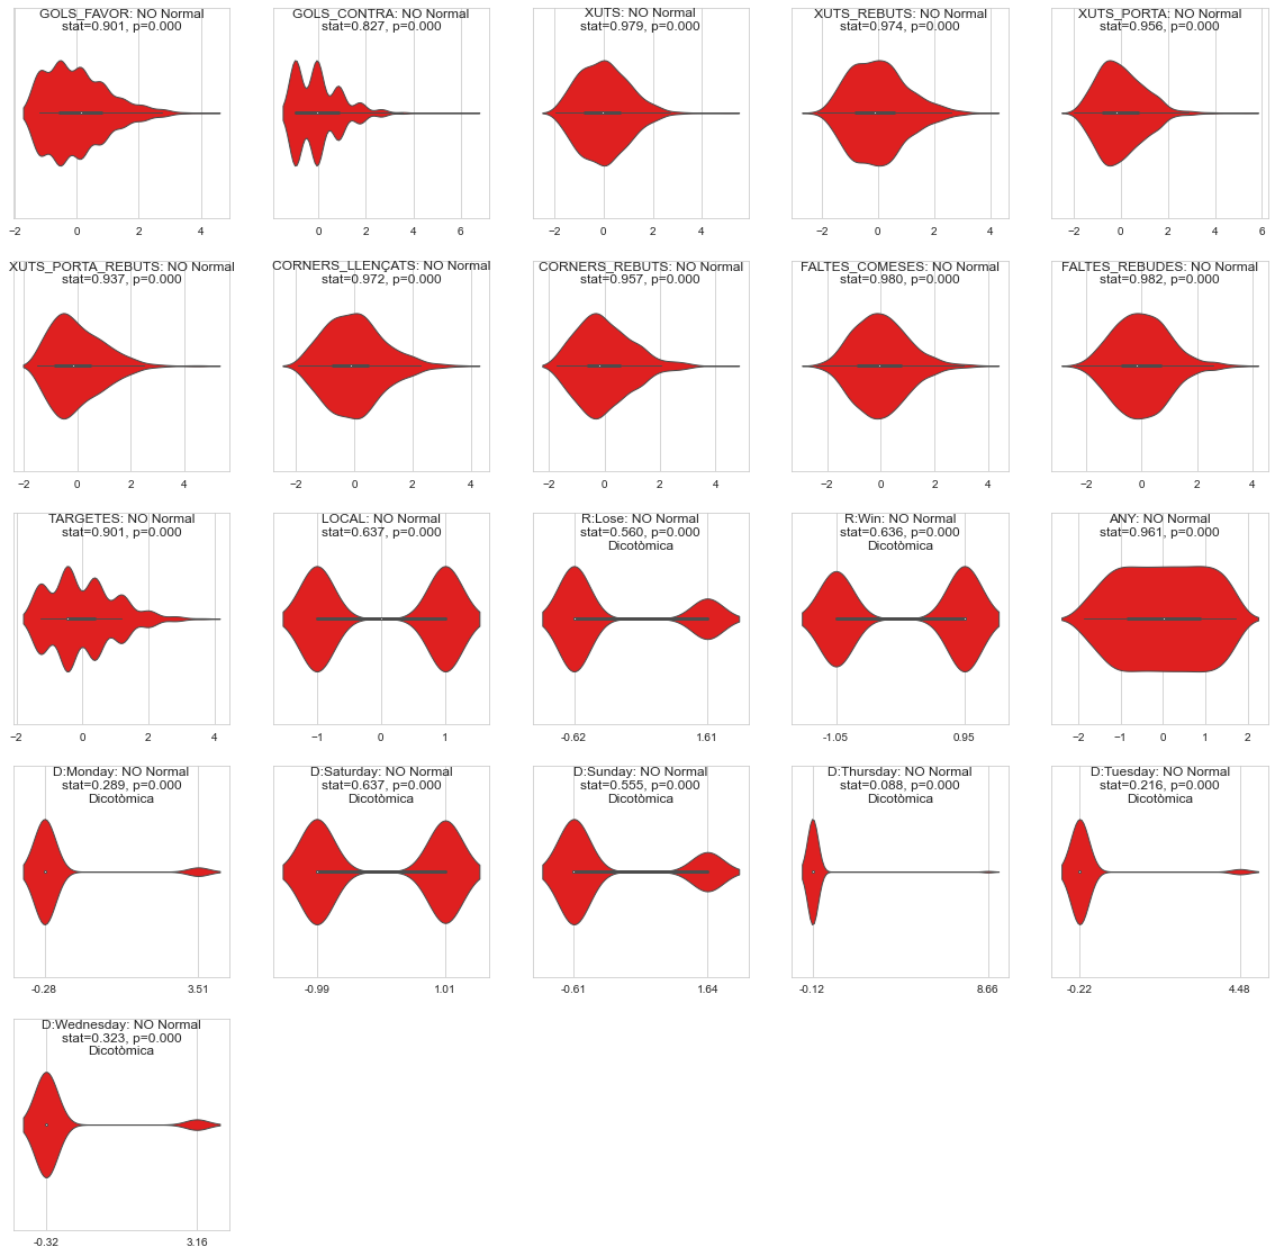 GOLS_FAVOR: NO Normal
stat=0.901, p=0.000
−2 0 2 4
GOLS_CONTRA: NO Normal
stat=0.827, p=0.000
0 2 4 6
XUTS: NO Normal
stat=0.979, p=0.000
−2 0 2 4
XUTS_REBUTS: NO Normal
stat=0.974, p=0.000
−2 0 2 4
XUTS_PORTA: NO Normal
stat=0.956, p=0.000
−2 0 2 4 6
XUTS_PORTA_REBUTS: NO Normal
stat=0.937, p=0.000
−2 0 2 4
CORNERS_LLENÇATS: NO Normal
stat=0.972, p=0.000
−2 0 2 4
CORNERS_REBUTS: NO Normal
stat=0.957, p=0.000
−2 0 2 4
FALTES_COMESES: NO Normal
stat=0.980, p=0.000
−2 0 2 4
FALTES_REBUDES: NO Normal
stat=0.982, p=0.000
−2 0 2 4
TARGETES: NO Normal
stat=0.901, p=0.000
−2 0 2 4
LOCAL: NO Normal
stat=0.637, p=0.000
−1 0 1
R:Lose: NO Normal
stat=0.560, p=0.000
Dicotòmica
-0.62 1.61
R:Win: NO Normal
stat=0.636, p=0.000
Dicotòmica
-1.05 0.95
ANY: NO Normal
stat=0.961, p=0.000
−2 −1 0 1 2
D:Monday: NO Normal
stat=0.289, p=0.000
Dicotòmica
-0.28 3.51
D:Saturday: NO Normal
stat=0.637, p=0.000
Dicotòmica
-0.99 1.01
D:Sunday: NO Normal
stat=0.555, p=0.000
Dicotòmica
-0.61 1.64
D:Thursday: NO Normal
stat=0.088, p=0.000
Dicotòmica
-0.12 8.66
D:Tuesday: NO Normal
stat=0.216, p=0.000
Dicotòmica
-0.22 4.48
D:Wednesday: NO Normal
stat=0.323, p=0.000
Dicotòmica
-0.32 3.16